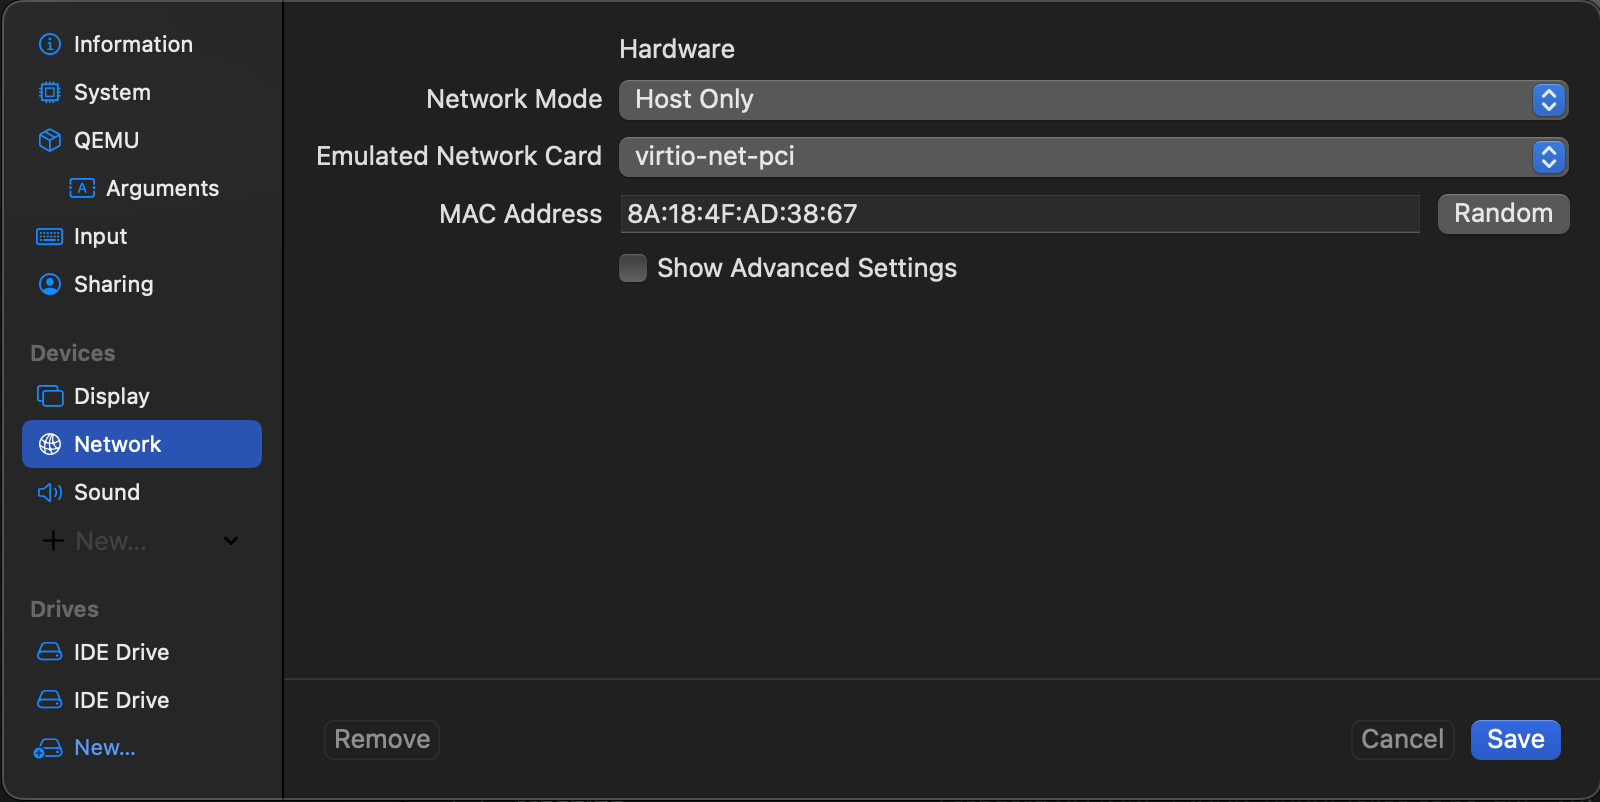 Information
System
QEMU
Arguments
Input
Sharing
Devices
Display
Network
Sound
New...
Drives
IDE Drive
IDE Drive
New...
Hardware
Network Mode Host Only
Emulated Network Card virtio-net-pci
MAC Address 8A:18:4F:AD:38:67 Random
Show Advanced Settings
Remove Cancel Save